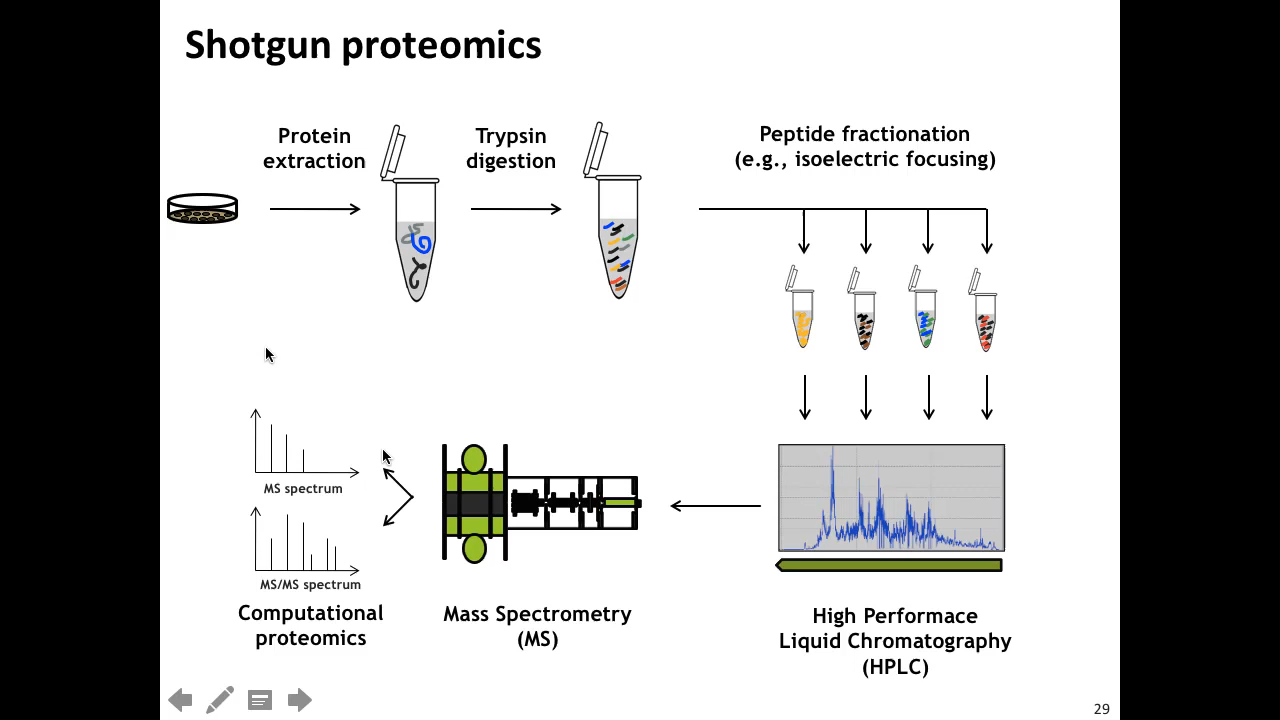 Shotgun proteomics
Protein
extraction
Trypsin
digestion
Peptide fractionation
(e.g., isoelectric focusing)
MS spectrum
MS/MS spectrum
Computational
proteomics
Mass Spectrometry
(MS)
High Performace
Liquid Chromatography
(HPLC)
29